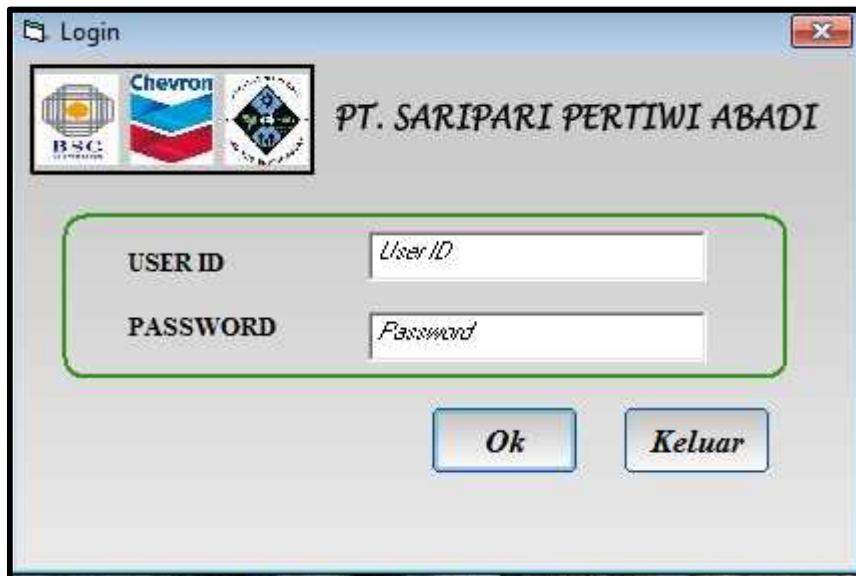 Login
Chevron
BSC
PT. SARIPARI PERTIWI ABADI
USER ID
User ID
PASSWORD
Password
Ok
Keluar